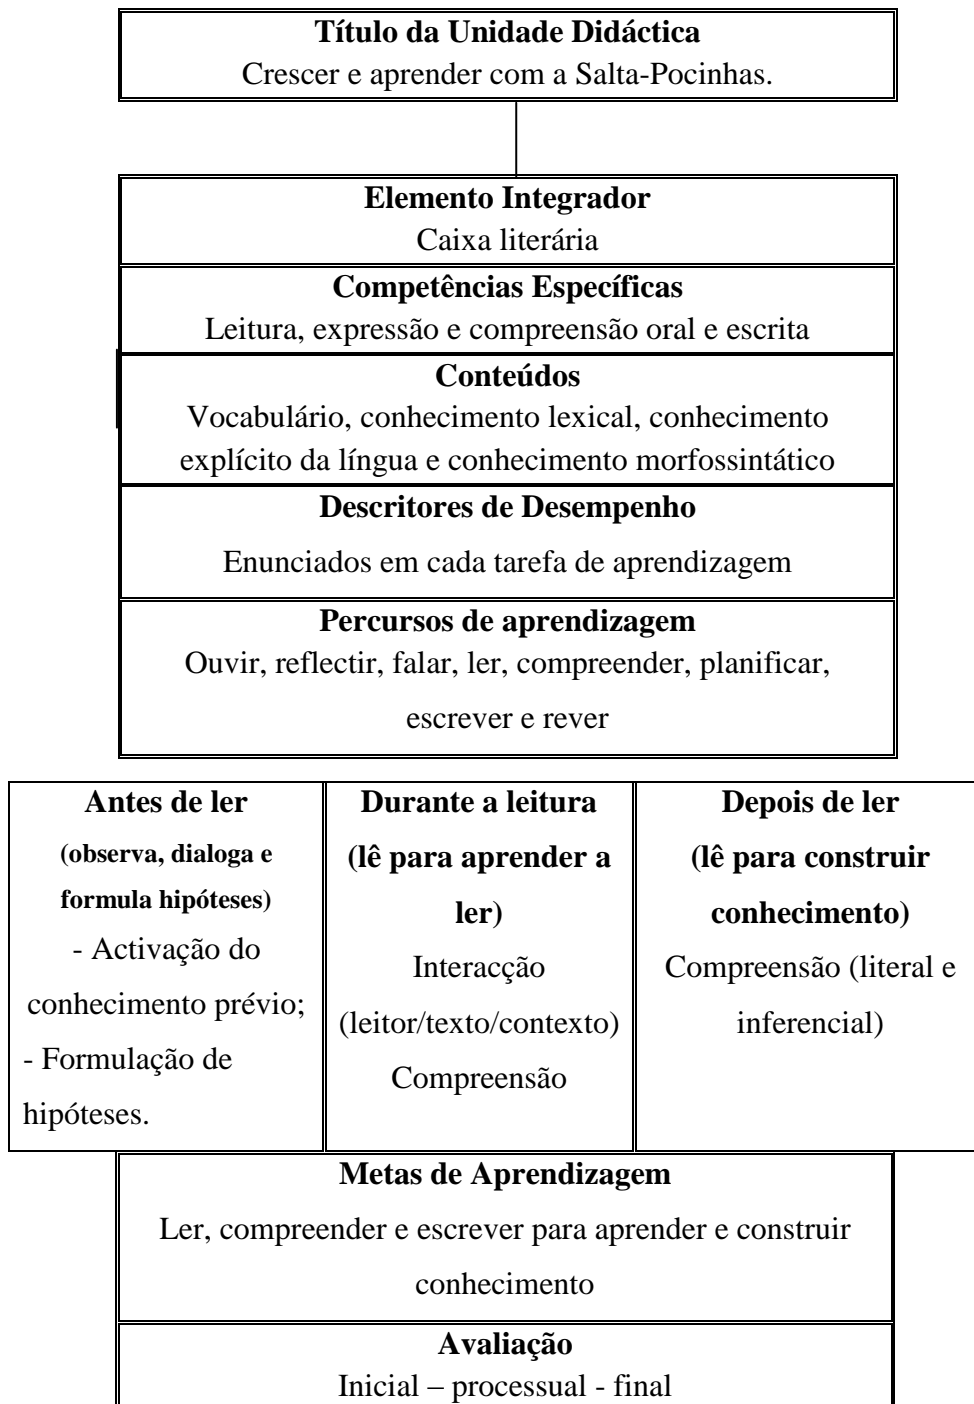 Título da Unidade Didáctica
Crescer e aprender com a Salta-Pocinhas.
Elemento Integrador
Caixa literária
Competências Específicas
Leitura, expressão e compreensão oral e escrita
Conteúdos
Vocabulário, conhecimento lexical, conhecimento
explícito da língua e conhecimento morfossintático
Descritores de Desempenho
Enunciados em cada tarefa de aprendizagem
Percursos de aprendizagem
Ouvir, reflectir, falar, ler, compreender, planificar,
escrever e rever
Antes de ler
(observa, dialoga e
formula hipóteses)
- Activação do
conhecimento prévio;
- Formulação de
hipóteses.
Durante a leitura
(lê para aprender a
ler)
Interacção
(leitor/texto/contexto)
Compreensão
Depois de ler
(lê para construir
conhecimento)
Compreensão (literal e
inferencial)
Metas de Aprendizagem
Ler, compreender e escrever para aprender e construir
conhecimento
Avaliação
Inicial – processual - final